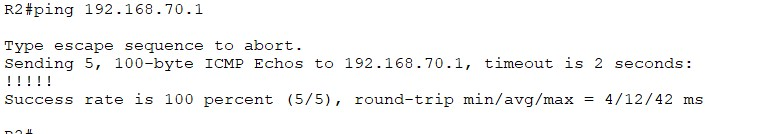 R2#ping 192.168.70.1
Type escape sequence to abort.
Sending 5, 100-byte ICMP Echos to 192.168.70.1, timeout is 2 seconds:
!!!!!
Success rate is 100 percent (5/5), round-trip min/avg/max = 4/12/42 ms
R2#